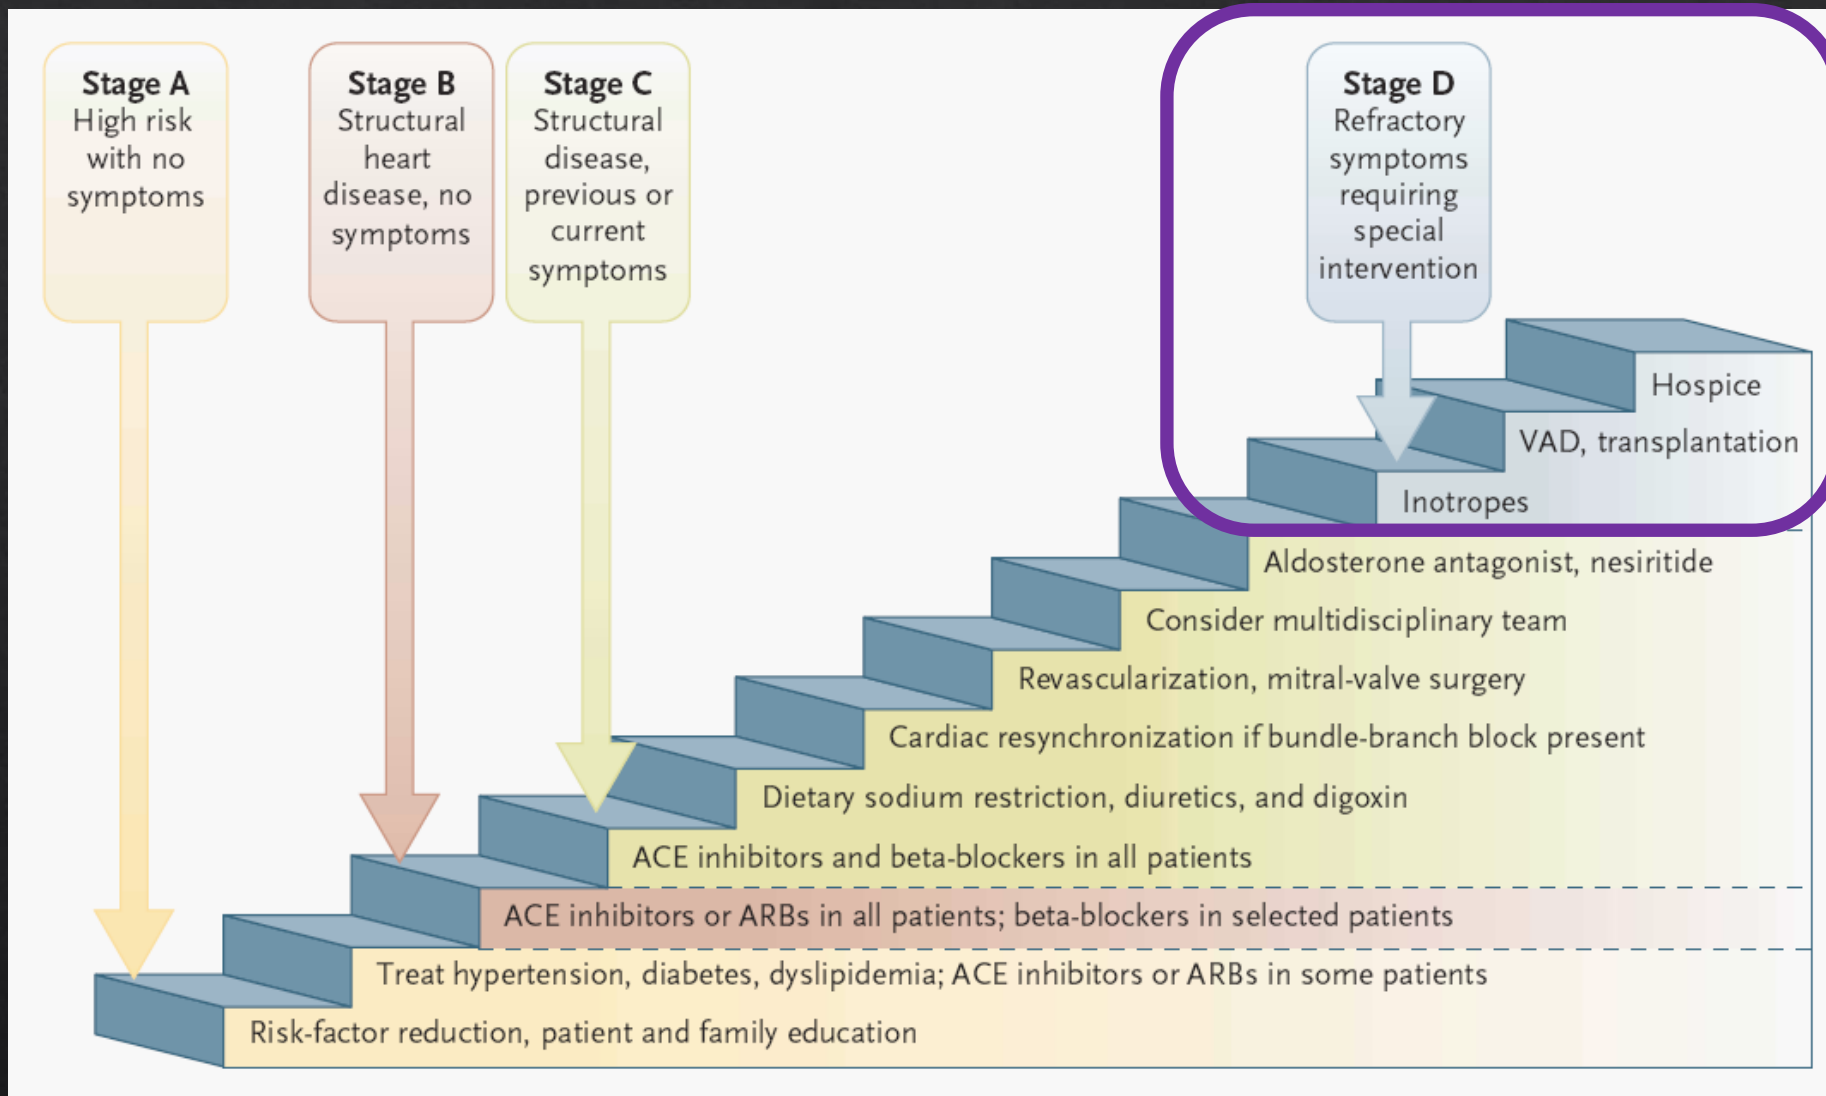 Stage A
High risk
with no
symptoms
Stage B
Structural
heart
disease, no
symptoms
Stage C
Structural
disease,
previous or
current
symptoms
Stage D
Refractory
symptoms
requiring
special
intervention
Hospice
VAD, transplantation
Inotropes
Aldosterone antagonist, nesiritide
Consider multidisciplinary team
Revascularization, mitral-valve surgery
Cardiac resynchronization if bundle-branch block present
Dietary sodium restriction, diuretics, and digoxin
ACE inhibitors and beta-blockers in all patients
ACE inhibitors or ARBs in all patients; beta-blockers in selected patients
Treat hypertension, diabetes, dyslipidemia; ACE inhibitors or ARBs in some patients
Risk-factor reduction, patient and family education